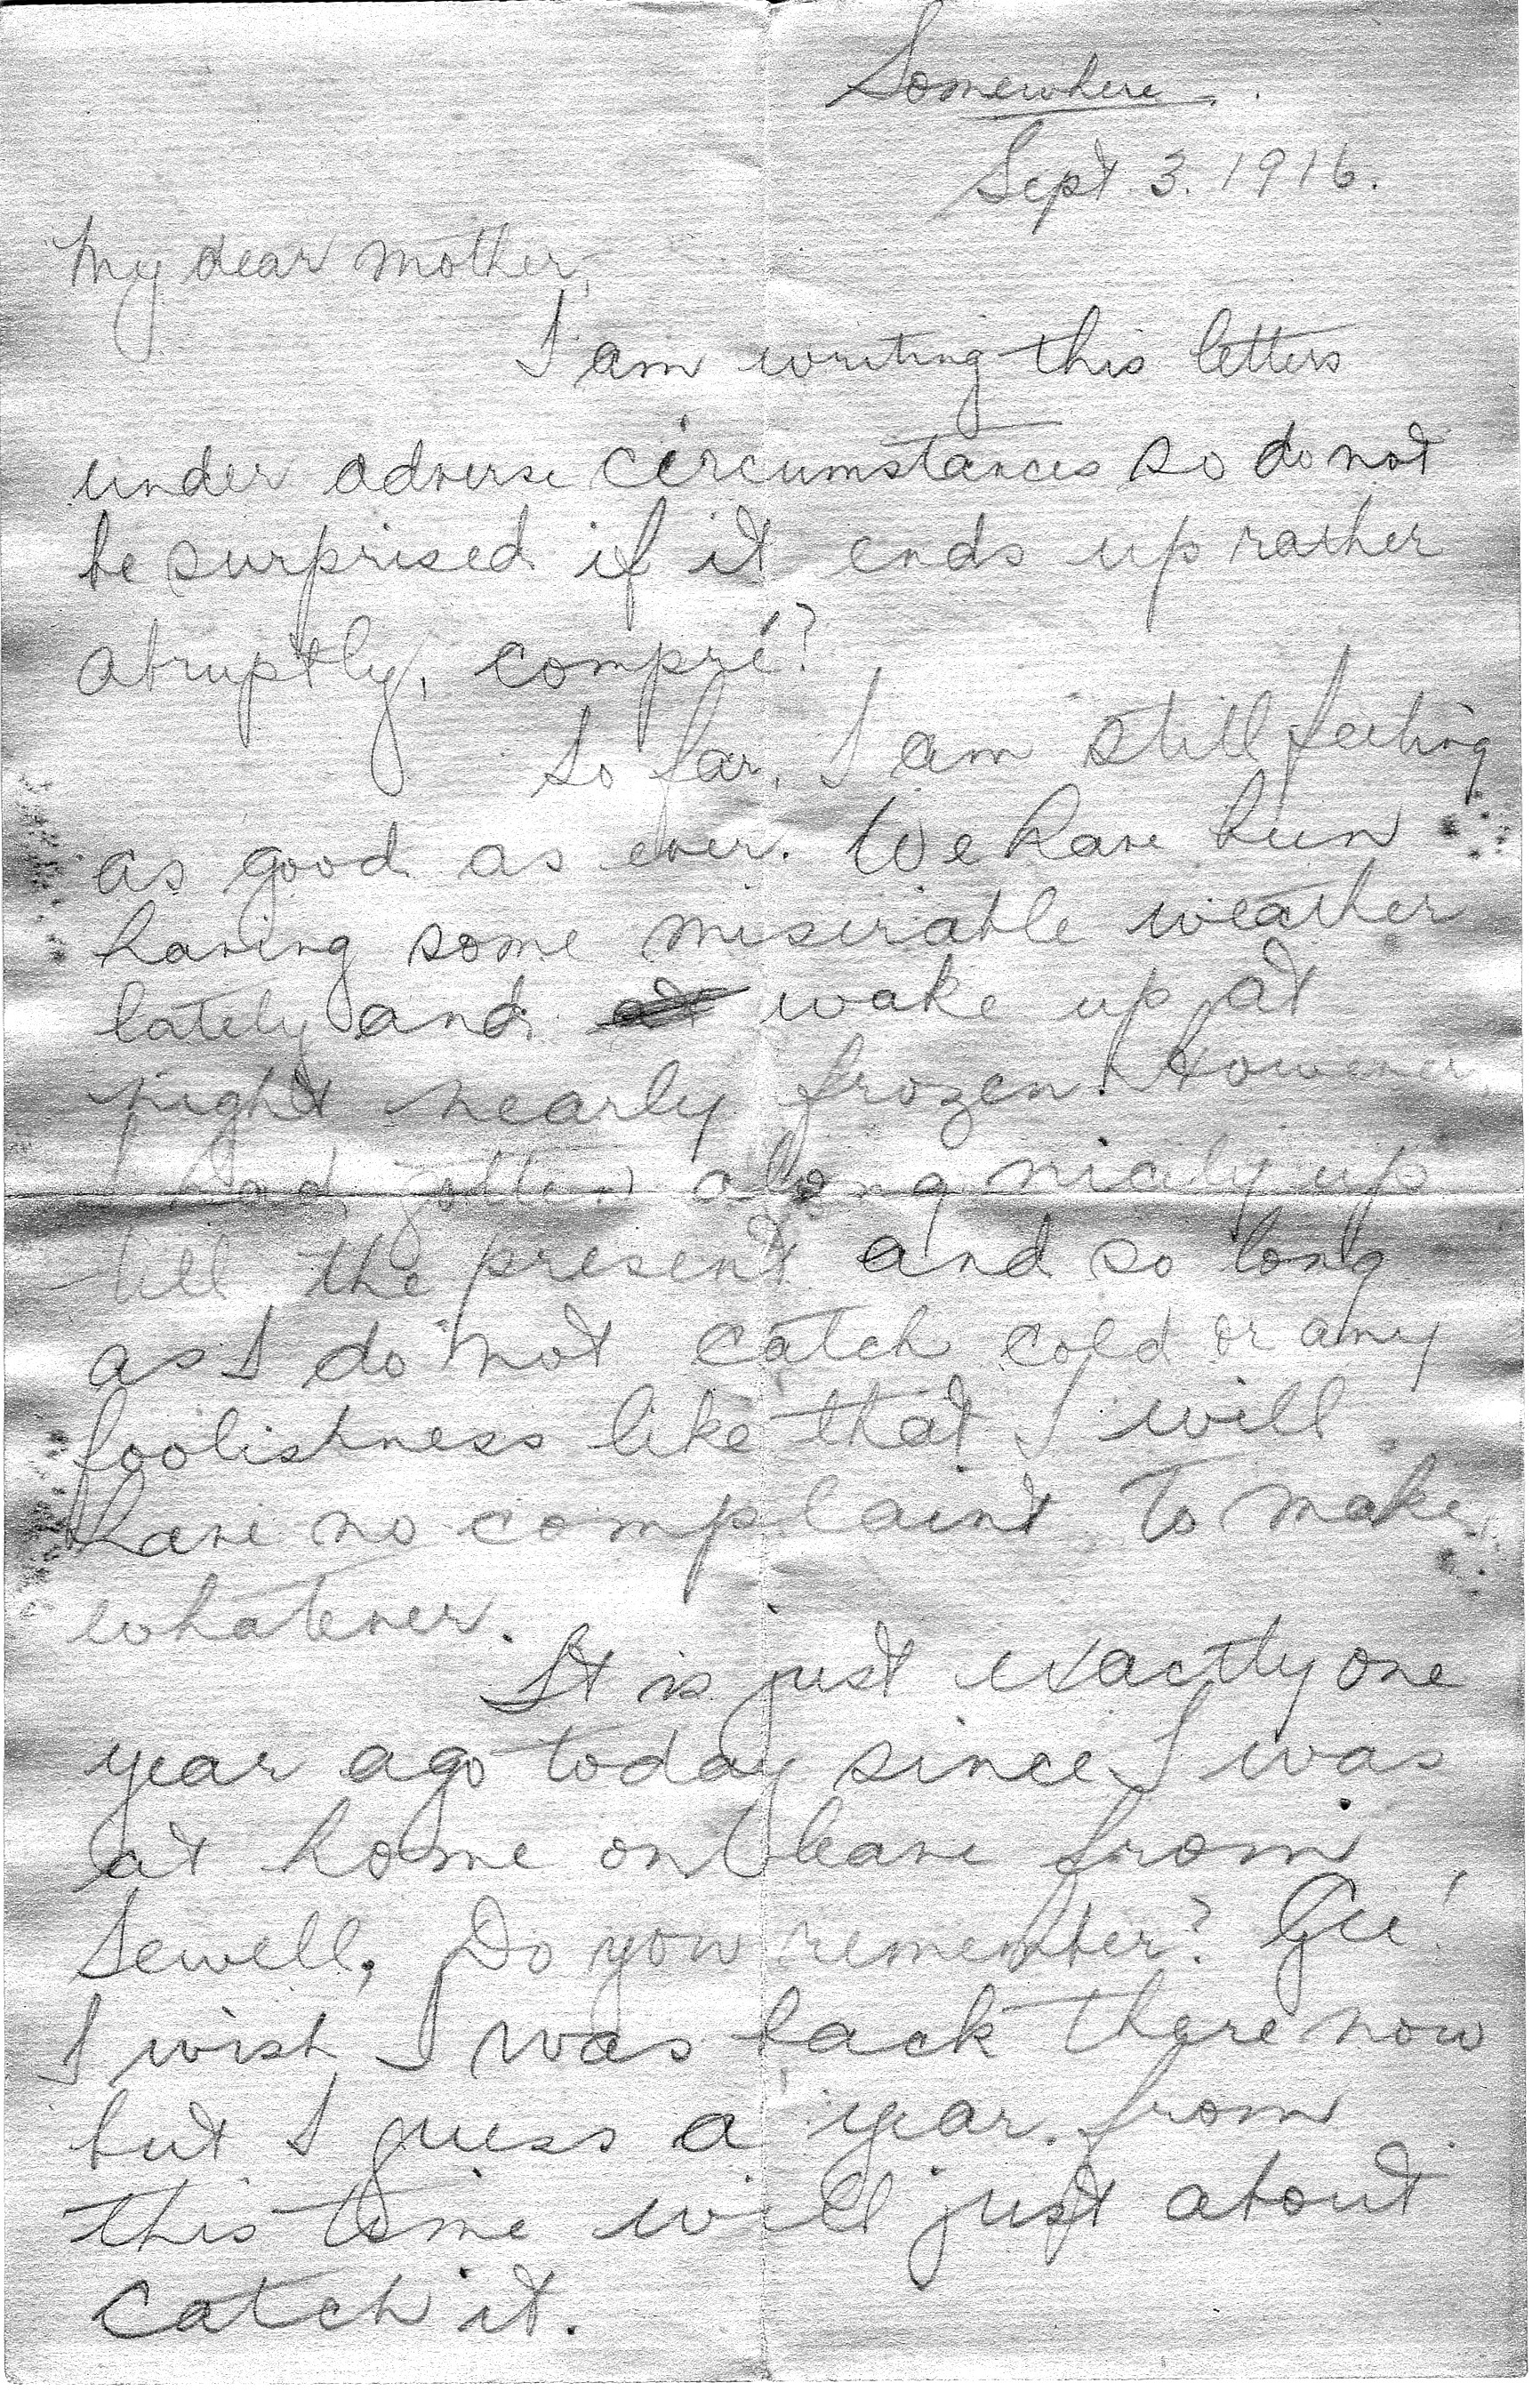 Somewhere.
Sept. 3. 1916.
My dear mother,
I am writing this letters
under adverse circumstances so do not
be surprised if it ends up rather
abruptly, compré?
So far, I am still feeling
as good as ever. We have been
having some miserable weather
lately and at wake up at
night nearly frozen. However,
I had gotten along nicely up
till the present and so long
as I do not catch cold or any
foolishness like that I will
have no complaint to make
whatever.
It is just exactly one
year ago today since I was
at home on leave from
Sewell. Do you remember? Gee!
I wish I was back there now
but I guess a year from
this time will just about
catch it.